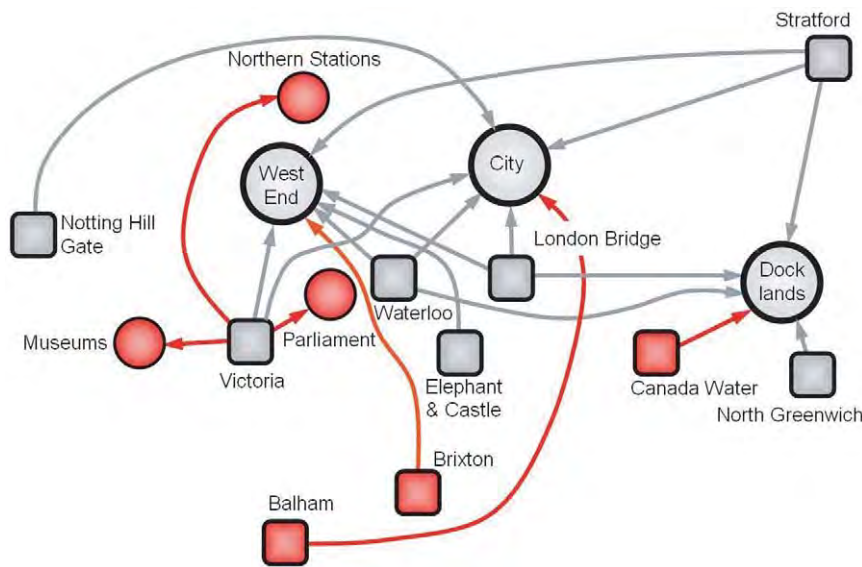 Stratford
Northern Stations
City
West
End
Notting Hill
Gate
London Bridge
Dock
lands
Waterloo
Museums
Parliament
Victoria
Elephant
& Castle
Canada Water
North Greenwich
Brixton
Balham